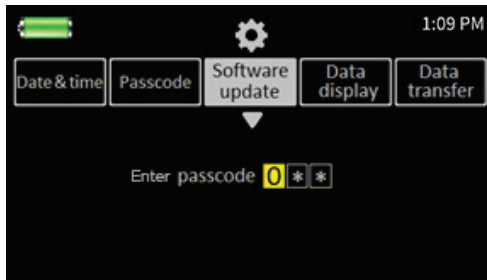 1:09 PM
Date & time Passcode Software update Data display Data transfer
Enter passcode 0 * *